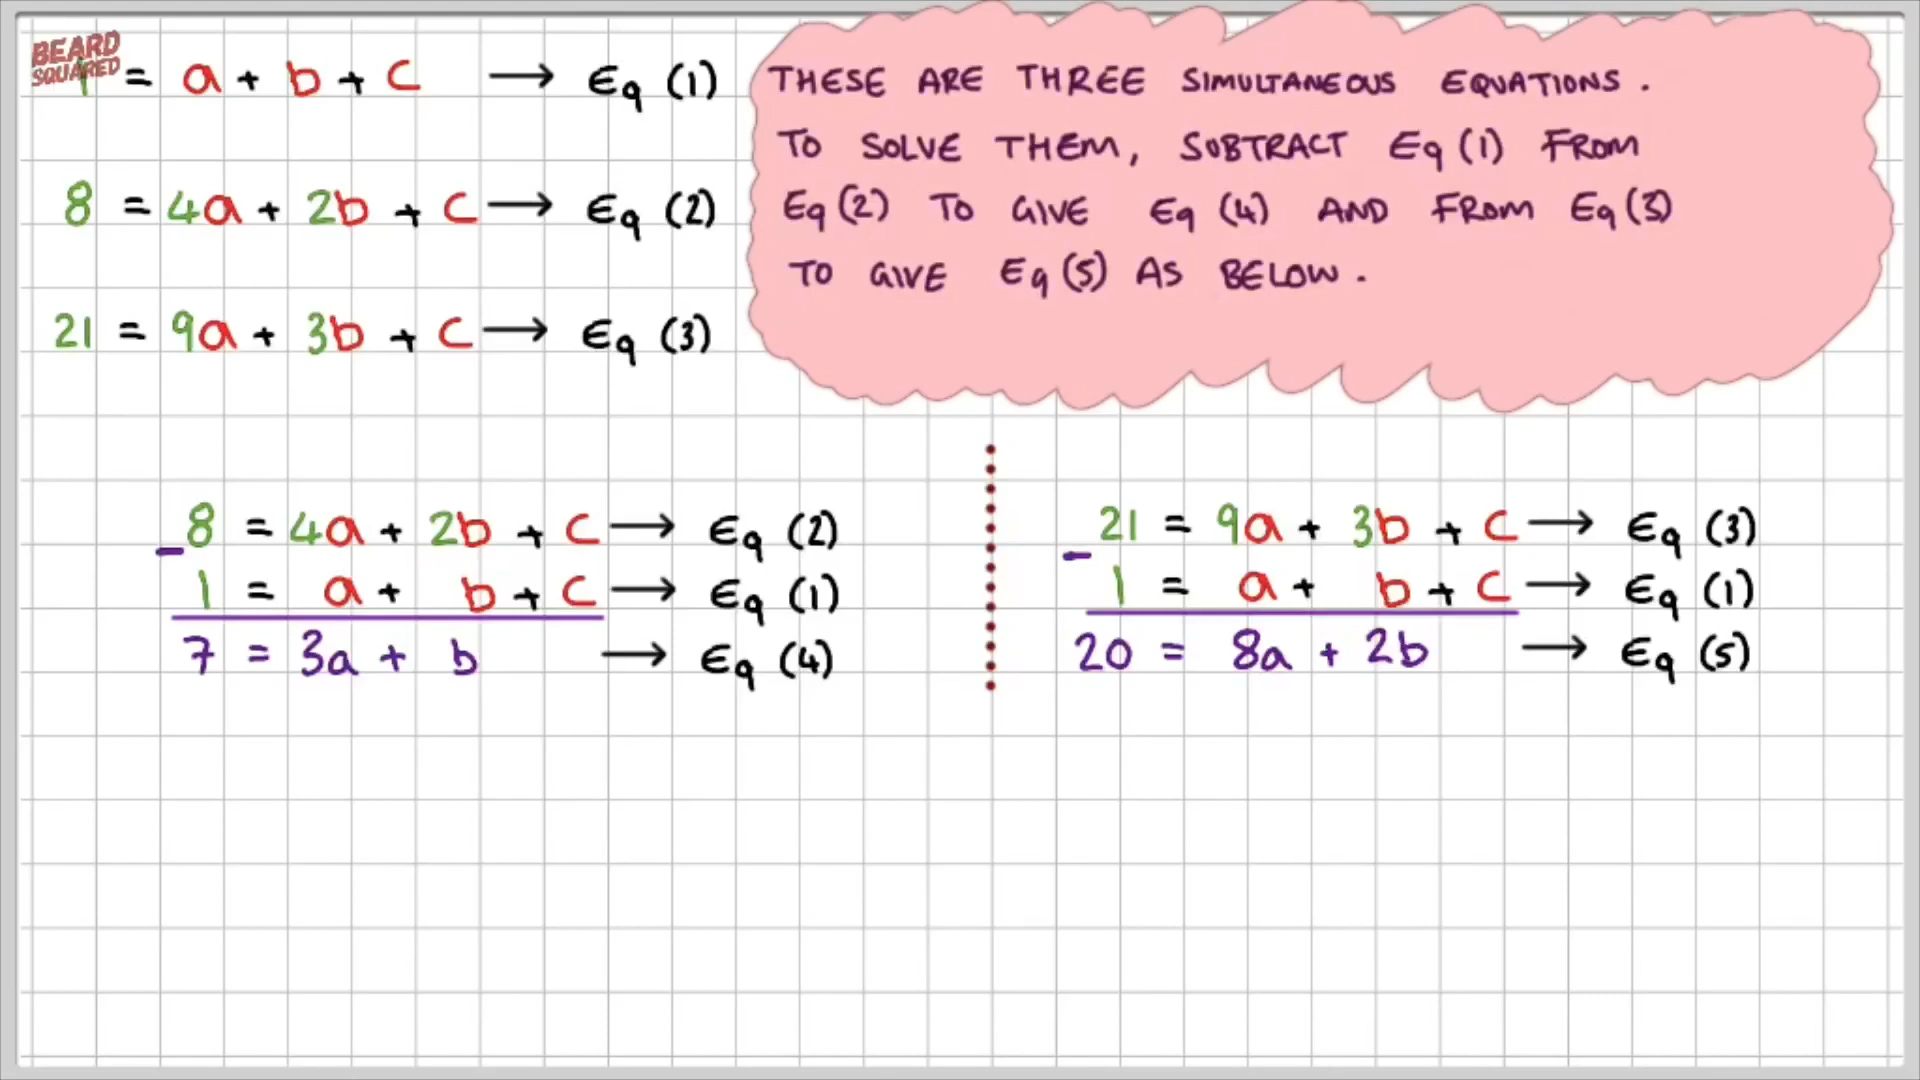 BEARD
SQUARED
1 = a + b + c → Eq (1)
8 = 4a + 2b + c → Eq (2)
21 = 9a + 3b + c → Eq (3)
THESE ARE THREE SIMULTANEOUS EQUATIONS.
TO SOLVE THEM, SUBTRACT Eq (1) FROM
Eq (2) TO GIVE Eq (4) AND FROM Eq (3)
TO GIVE Eq (5) AS BELOW.
8 = 4a + 2b + c → Eq (2)
- 1 = a + b + c → Eq (1)
7 = 3a + b → Eq (4)
21 = 9a + 3b + c → Eq (3)
- 1 = a + b + c → Eq (1)
20 = 8a + 2b → Eq (5)